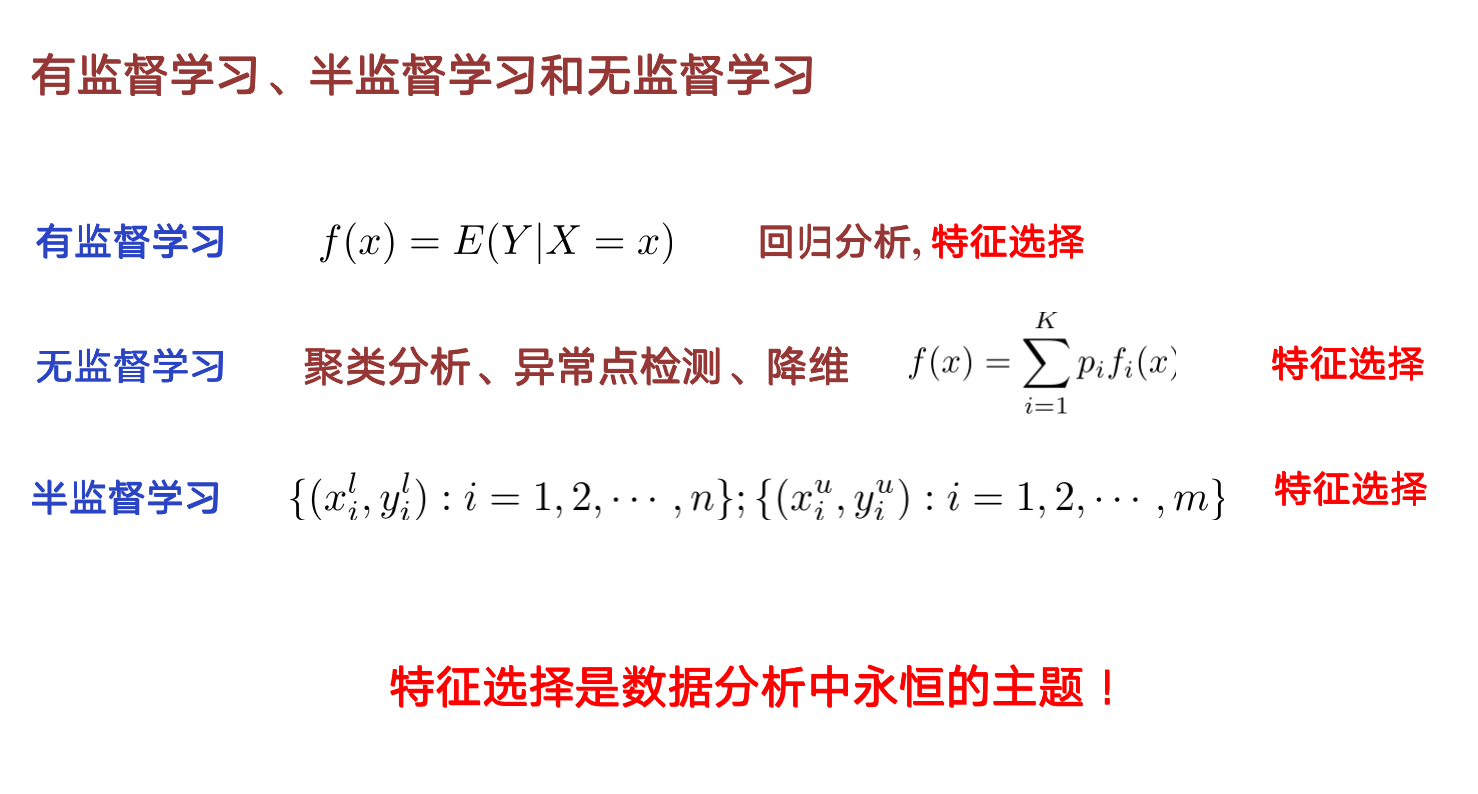 有监督学习、半监督学习和无监督学习
有监督学习 f(x) = E(Y|X = x) 回归分析, 特征选择
无监督学习 聚类分析、异常点检测、降维 f(x) = \sum_{i=1}^{K} p_i f_i(x) 特征选择
半监督学习 \{(x_i^l, y_i^l) : i = 1, 2, \cdots, n\}; \{(x_i^u, y_i^u) : i = 1, 2, \cdots, m\} 特征选择
特征选择是数据分析中永恒的主题！